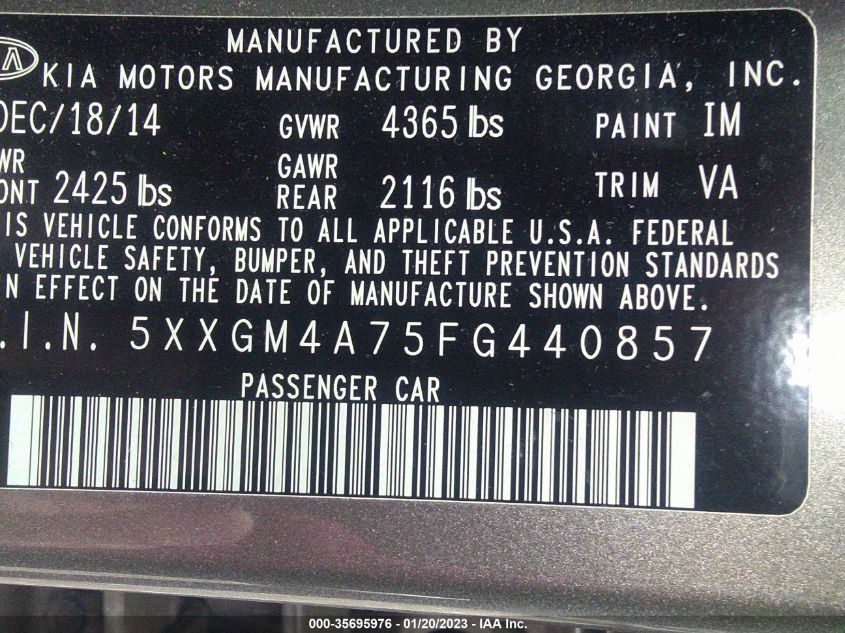 MANUFACTURED BY
KIA MOTORS MANUFACTURING GEORGIA, INC.
DEC/18/14 GVWR 4365 lbs PAINT IM
WR GAWR
ONT 2425 lbs REAR 2116 lbs TRIM VA
IS VEHICLE CONFORMS TO ALL APPLICABLE U.S.A. FEDERAL
VEHICLE SAFETY, BUMPER, AND THEFT PREVENTION STANDARDS
N EFFECT ON THE DATE OF MANUFACTURE SHOWN ABOVE.
.I.N. 5XXGM4A75FG440857
PASSENGER CAR
000-35695976 - 01/20/2023 - IAA Inc.